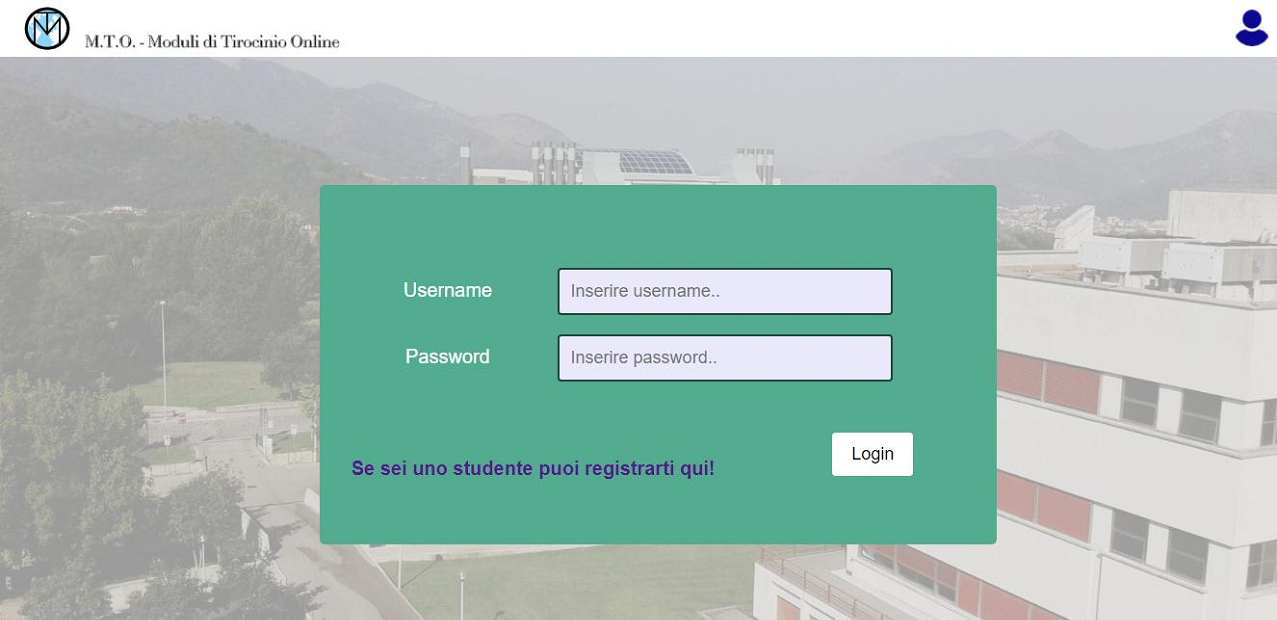 M.T.O. - Moduli di Tirocinio Online
Username
Inserire username..
Password
Inserire password..
Se sei uno studente puoi registrarti qui!
Login